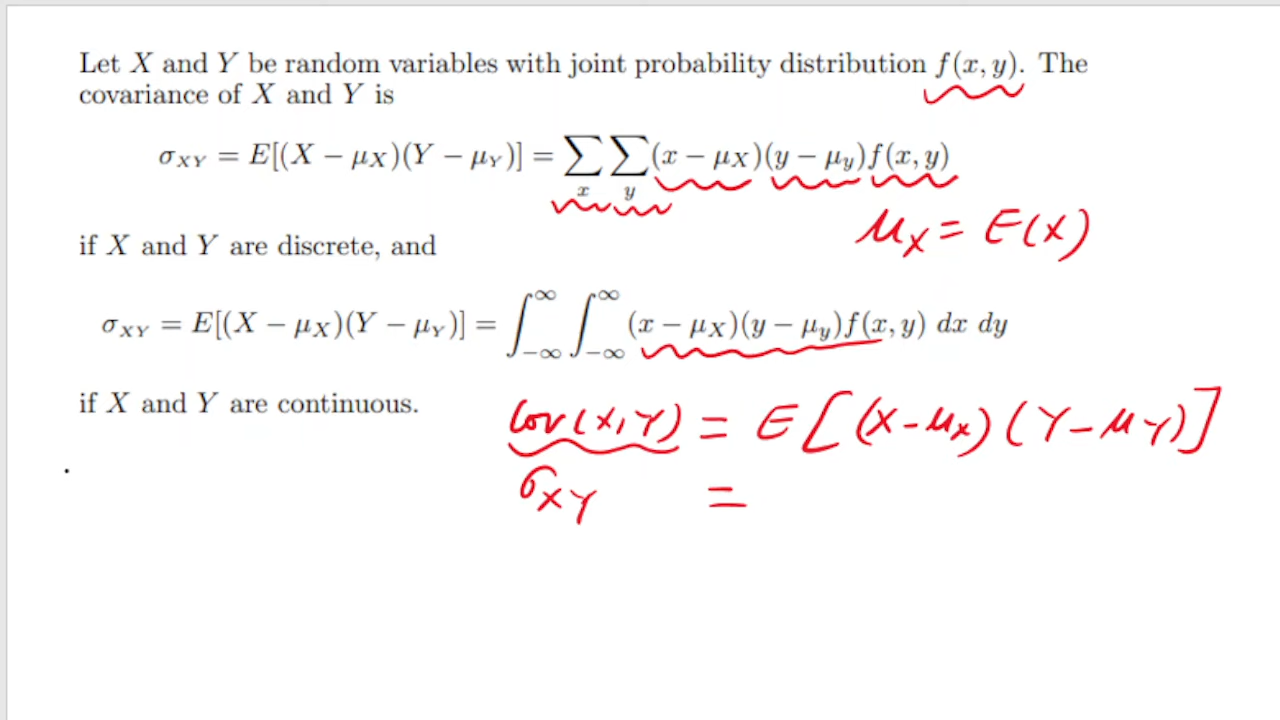 Let X and Y be random variables with joint probability distribution f(x, y). The
covariance of X and Y is
σ_XY = E[(X − μ_X)(Y − μ_Y)] = ∑_x ∑_y (x − μ_X)(y − μ_y)f(x, y)
μ_X = E(X)
if X and Y are discrete, and
σ_XY = E[(X − μ_X)(Y − μ_Y)] = ∫_{−∞}^{∞} ∫_{−∞}^{∞} (x − μ_X)(y − μ_y)f(x, y) dx dy
if X and Y are continuous.
Cov(X,Y) = E[(X-μ_X)(Y-μ_Y)]
σ_XY =